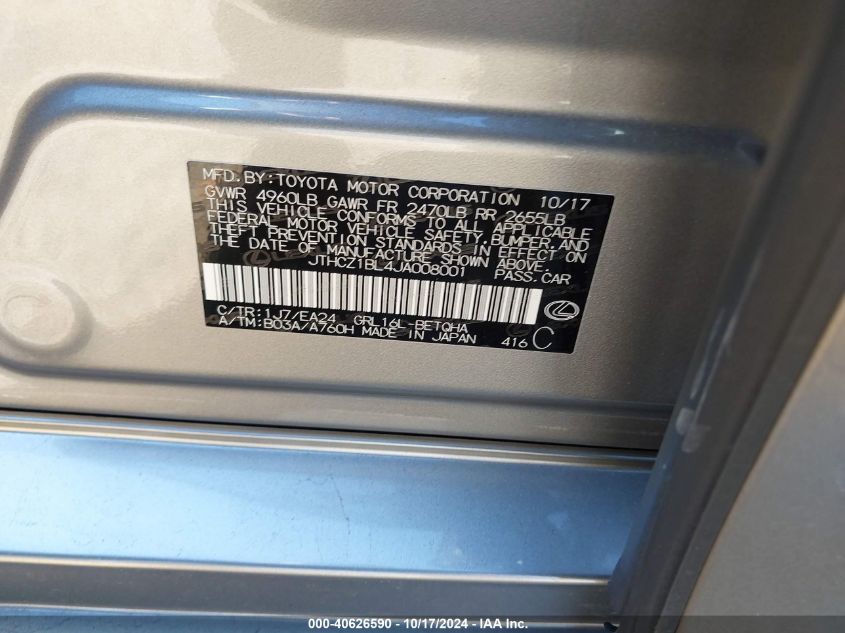 MFD.BY:TOYOTA MOTOR CORPORATION 10/17
GVWR 4960LB GAWR FR 2470LB RR 2655LB
THIS VEHICLE CONFORMS TO ALL APPLICABLE
FEDERAL MOTOR VEHICLE SAFETY,BUMPER,AND
THEFT PREVENTION STANDARDS IN EFFECT ON
THE DATE OF MANUFACTURE SHOWN ABOVE.
JTHCZ1BL4JA008001 PASS.CAR
C/TR:1J7/EA24 GRL16L-BETQHA
A/TM:B03A/A760H MADE IN JAPAN 416 C
000-40626590 - 10/17/2024 - IAA Inc.